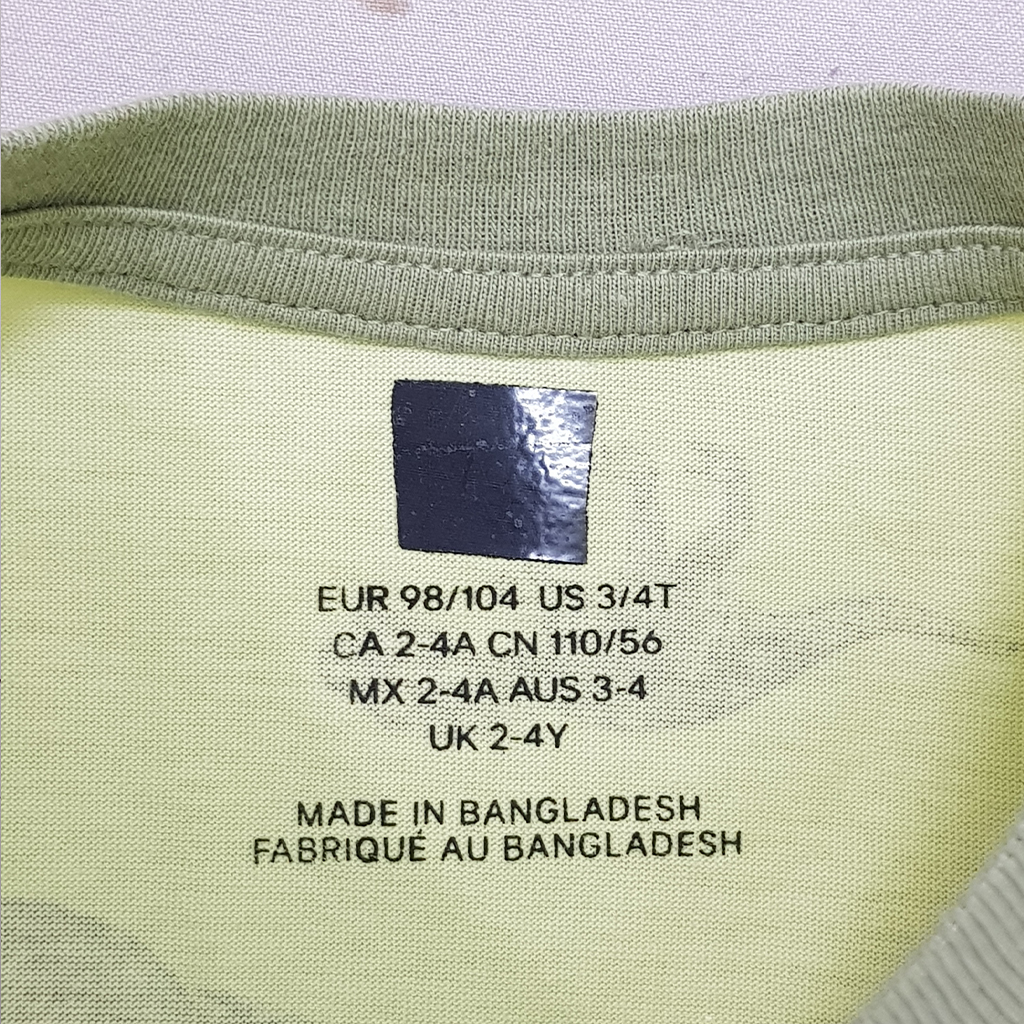 EUR 98/104 US 3/4T
CA 2-4A CN 110/56
MX 2-4A AUS 3-4
UK 2-4Y
MADE IN BANGLADESH
FABRIQUÉ AU BANGLADESH